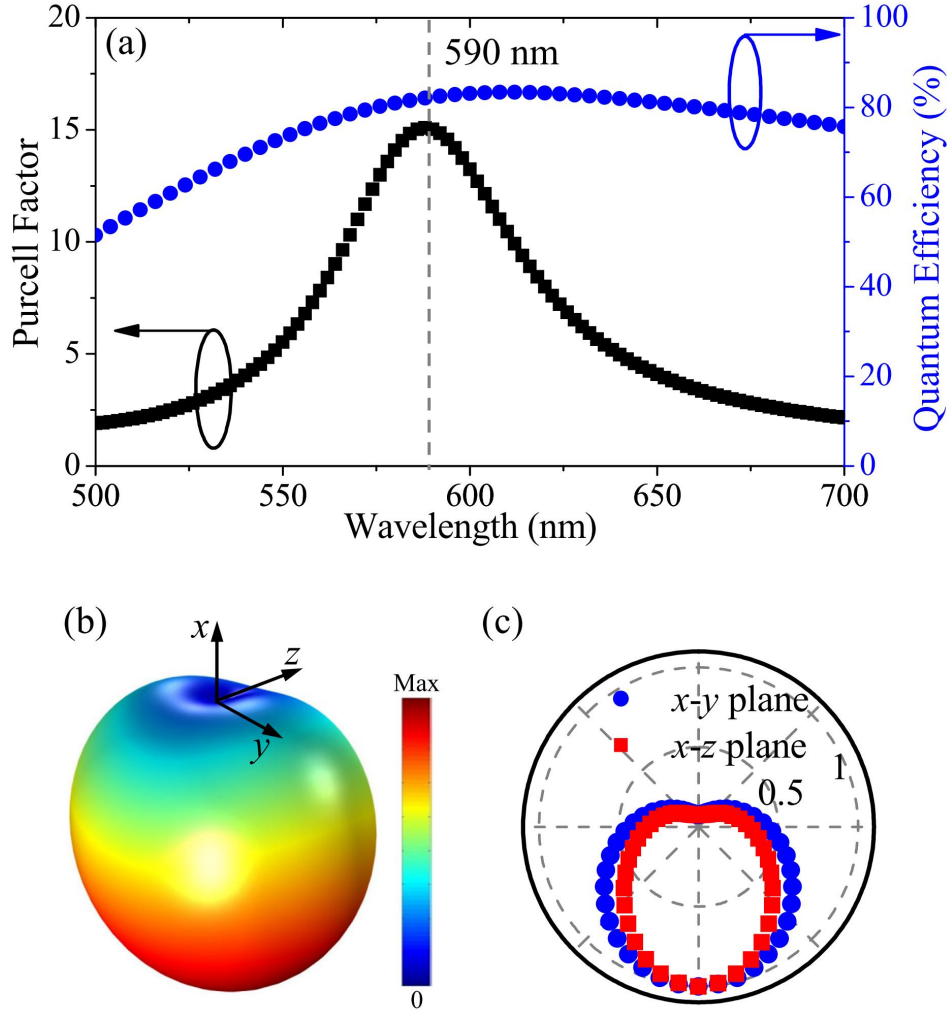 (a)
590 nm
Purcell Factor
20
15
10
5
0
Quantum Efficiency (%)
100
80
60
40
20
0
500
550
600
650
700
Wavelength (nm)
(b)
x
z
y
Max
0
(c)
x-y plane
x-z plane
1
0.5